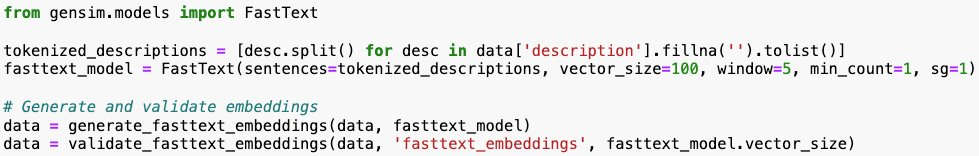 from gensim.models import FastText
tokenized_descriptions = [desc.split() for desc in data['description'].fillna('').tolist()]
fasttext_model = FastText(sentences=tokenized_descriptions, vector_size=100, window=5, min_count=1, sg=1)
# Generate and validate embeddings
data = generate_fasttext_embeddings(data, fasttext_model)
data = validate_fasttext_embeddings(data, 'fasttext_embeddings', fasttext_model.vector_size)